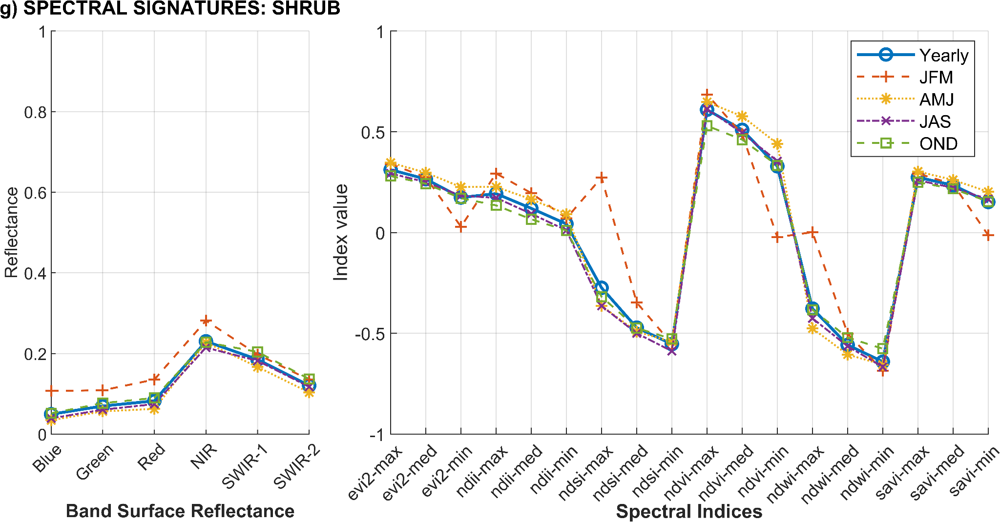 g) SPECTRAL SIGNATURES: SHRUB
1
0.8
0.6
0.4
0.2
0
Reflectance
Blue
Green
Red
NIR
SWIR-1
SWIR-2
Band Surface Reflectance
1
0.5
0
-0.5
-1
Index value
Yearly
JFM
AMJ
JAS
OND
evi2-max
evi2-med
evi2-min
ndii-max
ndii-med
ndii-min
ndsi-max
ndsi-med
ndsi-min
ndvi-max
ndvi-med
ndvi-min
ndwi-max
ndwi-med
ndwi-min
savi-max
savi-med
savi-min
Spectral Indices